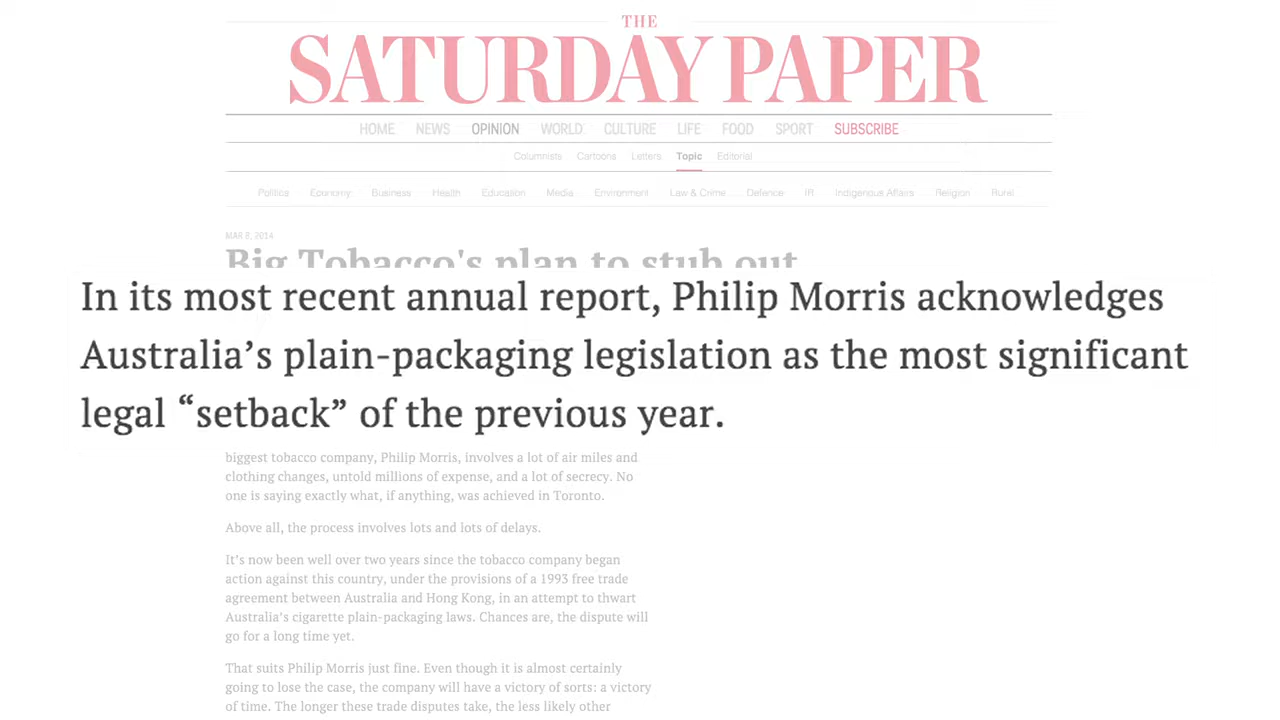 THE
SATURDAY PAPER
HOME NEWS OPINION WORLD CULTURE LIFE FOOD SPORT SUBSCRIBE
Columnists Cartoons Letters Topic Editorial
Politics Economy Business Health Education Media Environment Law & Crime Defence IR Indigenous Affairs Religion Rural
MAR 8, 2014
Big Tobacco's plan to stub out
In its most recent annual report, Philip Morris acknowledges
Australia’s plain-packaging legislation as the most significant
legal “setback” of the previous year.
biggest tobacco company, Philip Morris, involves a lot of air miles and
clothing changes, untold millions of expense, and a lot of secrecy. No
one is saying exactly what, if anything, was achieved in Toronto.
Above all, the process involves lots and lots of delays.
It’s now been well over two years since the tobacco company began
action against this country, under the provisions of a 1993 free trade
agreement between Australia and Hong Kong, in an attempt to thwart
Australia’s cigarette plain-packaging laws. Chances are, the dispute will
go for a long time yet.
That suits Philip Morris just fine. Even though it is almost certainly
going to lose the case, the company will have a victory of sorts: a victory
of time. The longer these trade disputes take, the less likely other